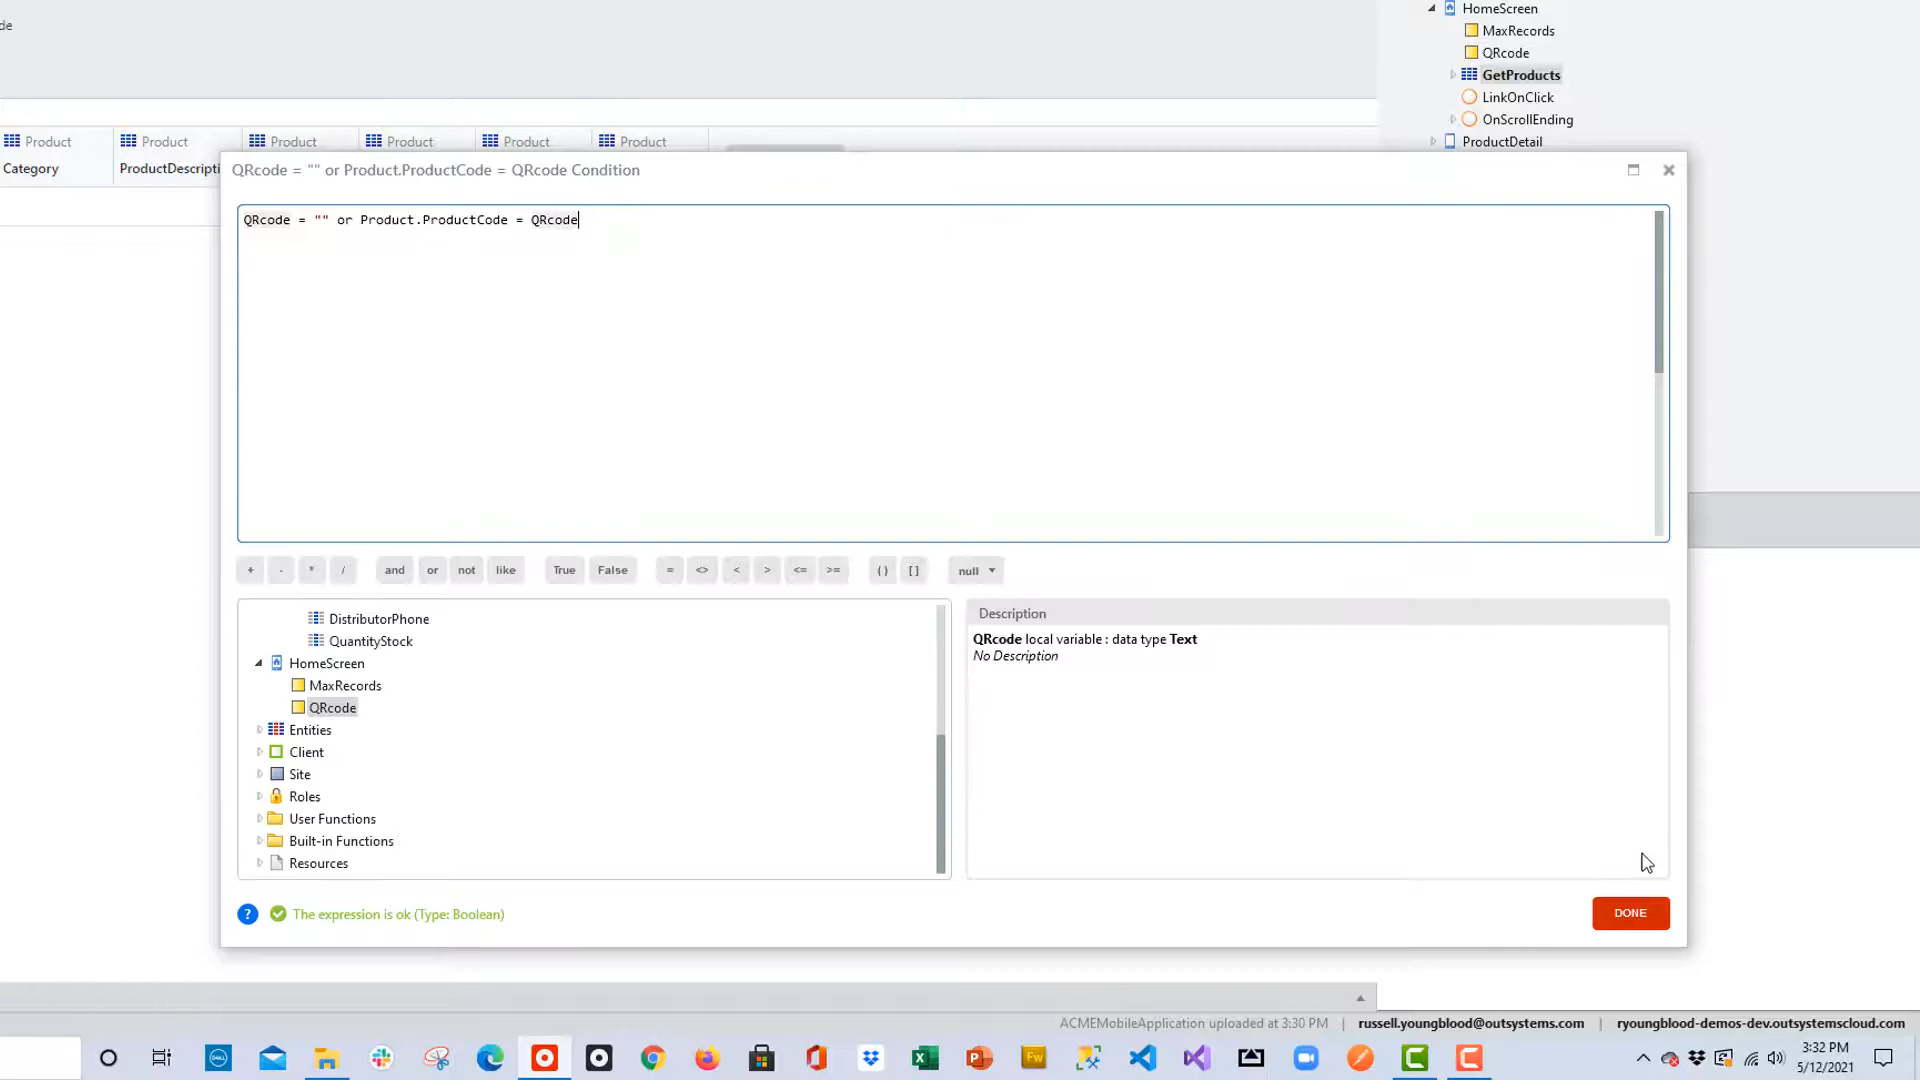 de
HomeScreen
MaxRecords
QRcode
GetProducts
LinkOnClick
OnScrollEnding
ProductDetail
Product Product Product Product Product Product
Category ProductDescripti
QRcode = "" or Product.ProductCode = QRcode Condition
QRcode = "" or Product.ProductCode = QRcode
+ - * / and or not like True False = <> < > <= >= () [] null
DistributorPhone
QuantityStock
HomeScreen
MaxRecords
QRcode
Entities
Client
Site
Roles
User Functions
Built-in Functions
Resources
Description
QRcode local variable : data type Text
No Description
? The expression is ok (Type: Boolean)
DONE
ACMEMobileApplication uploaded at 3:30 PM | russell.youngblood@outsystems.com | ryoungblood-demos-dev.outsystemscloud.com
DELL
Fw
3:32 PM
5/12/2021